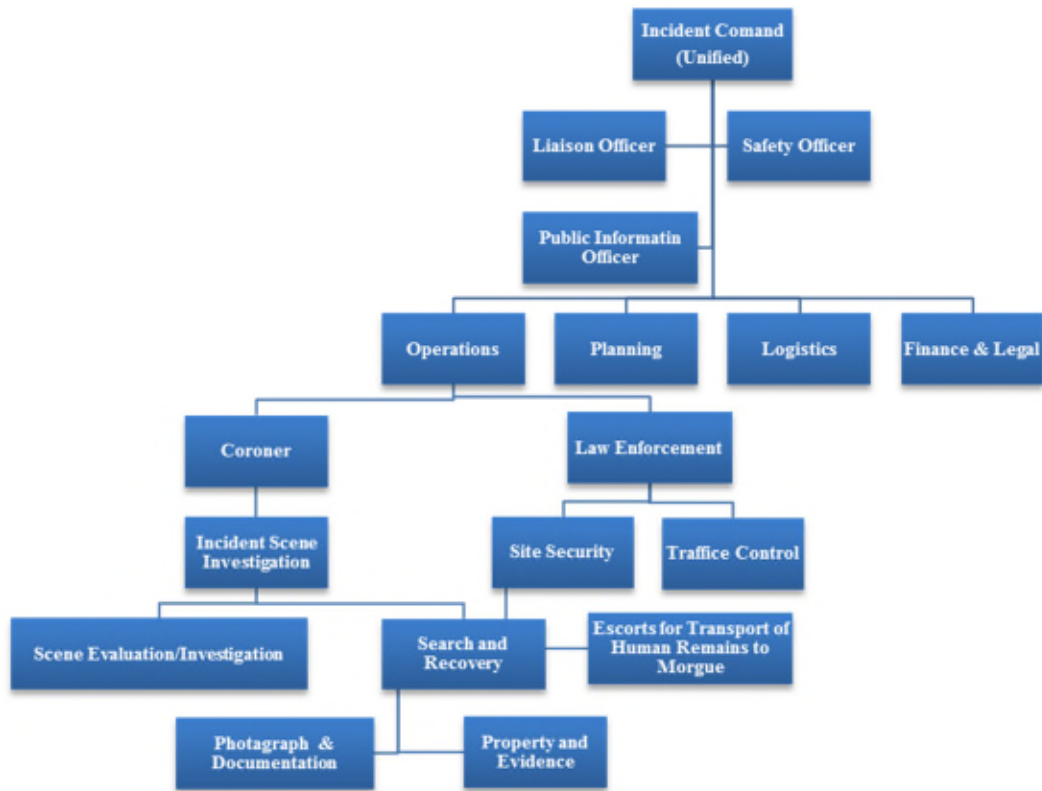 Incident Comand
(Unified)
Liaison Officer
Safety Officer
Public Informatin
Officer
Operations
Planning
Logistics
Finance & Legal
Coroner
Law Enforcement
Incident Scene
Investigation
Site Security
Traffice Control
Scene Evaluation/Investigation
Search and
Recovery
Escorts for Transport of
Human Remains to
Morgue
Photagraph &
Documentation
Property and
Evidence